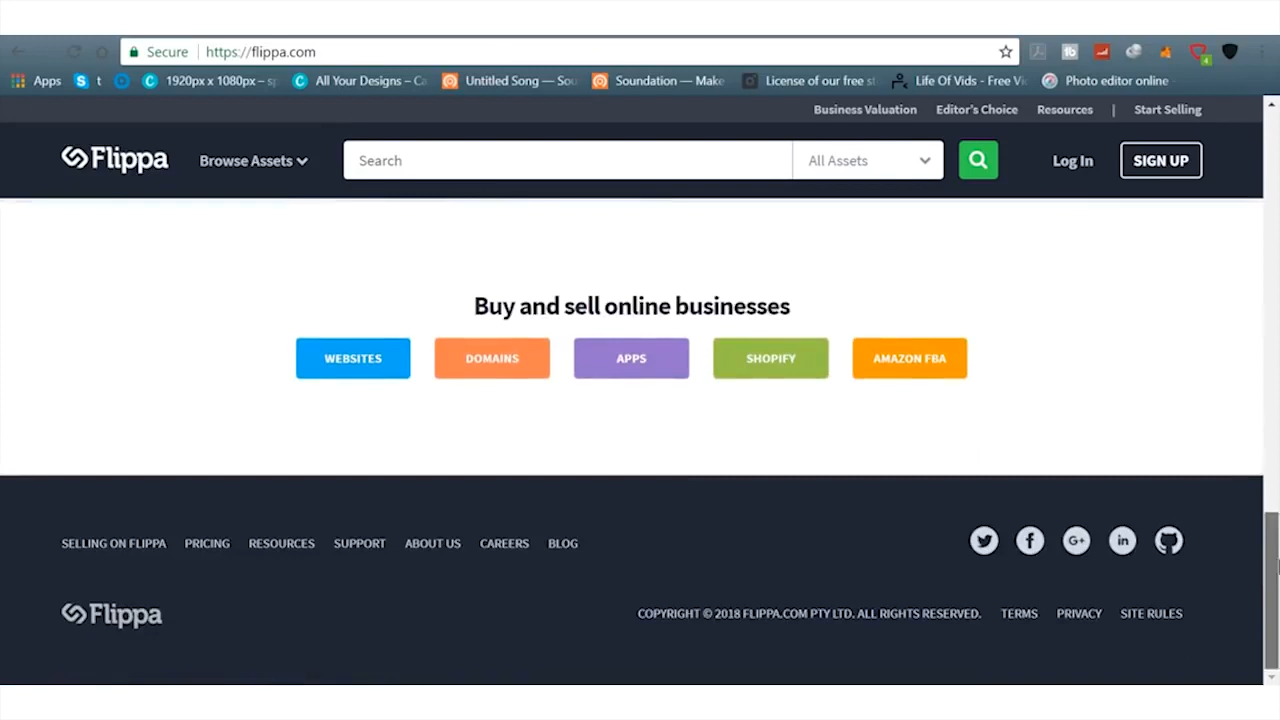 Secure https://flippa.com
Apps t 1920px x 1080px – sp All Your Designs – Ca Untitled Song — Sou Soundation — Make License of our free st Life Of Vids - Free Vi Photo editor online
Business Valuation Editor's Choice Resources | Start Selling
Flippa Browse Assets Search All Assets Log In SIGN UP
Buy and sell online businesses
WEBSITES DOMAINS APPS SHOPIFY AMAZON FBA
SELLING ON FLIPPA PRICING RESOURCES SUPPORT ABOUT US CAREERS BLOG
Flippa COPYRIGHT © 2018 FLIPPA.COM PTY LTD. ALL RIGHTS RESERVED. TERMS PRIVACY SITE RULES